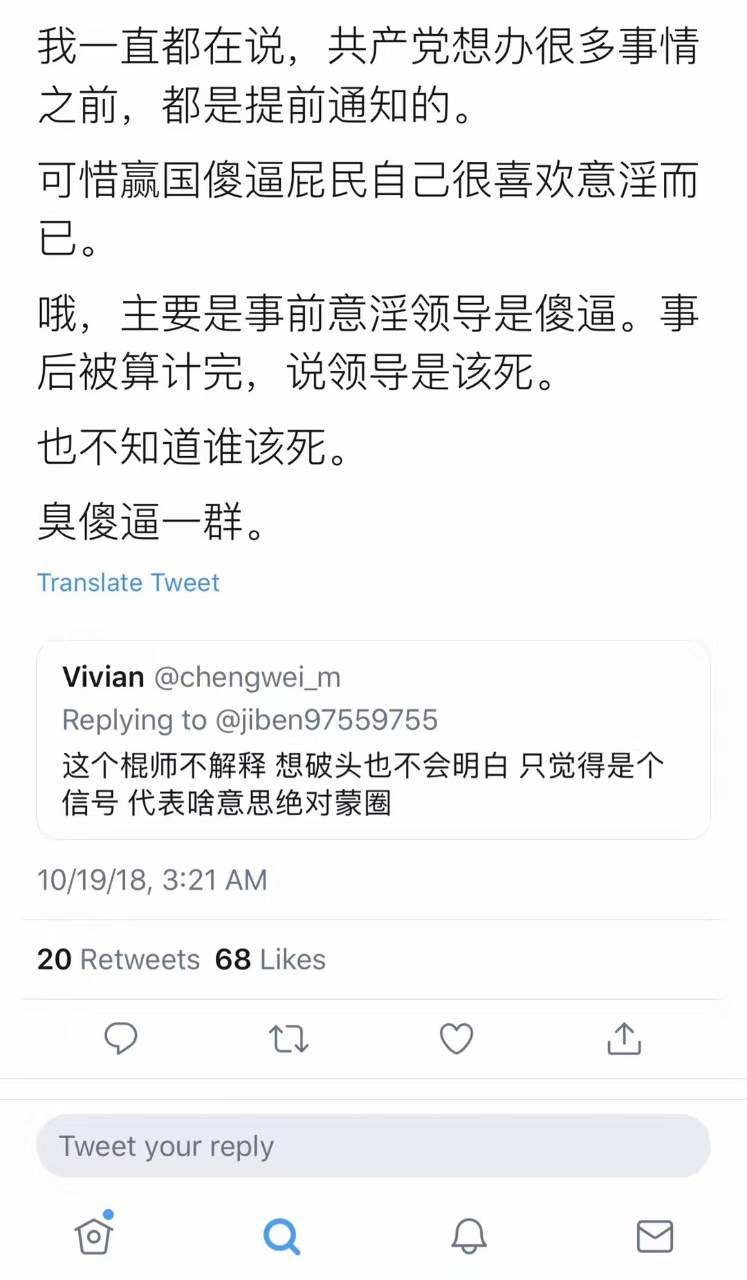 我一直都在说，共产党想办很多事情
之前，都是提前通知的。
可惜赢国傻逼屁民自己很喜欢意淫而
已。
哦，主要是事前意淫领导是傻逼。事
后被算计完，说领导是该死。
也不知道谁该死。
臭傻逼一群。
Translate Tweet
Vivian @chengwei_m
Replying to @jiben97559755
这个棍师不解释 想破头也不会明白 只觉得是个
信号 代表啥意思绝对蒙圈
10/19/18, 3:21 AM
20 Retweets 68 Likes
Tweet your reply